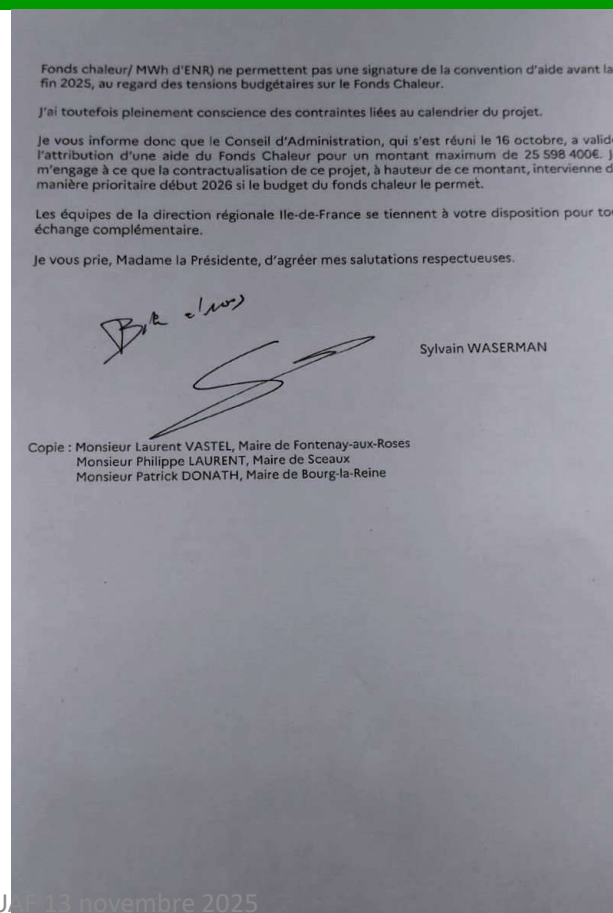 Fonds chaleur/ MWh d'ENR) ne permettent pas une signature de la convention d'aide avant la
fin 2025, au regard des tensions budgétaires sur le Fonds Chaleur.
J'ai toutefois pleinement conscience des contraintes liées au calendrier du projet.
Je vous informe donc que le Conseil d'Administration, qui s'est réuni le 16 octobre, a validé
l'attribution d'une aide du Fonds Chaleur pour un montant maximum de 25 598 400€. J
m'engage à ce que la contractualisation de ce projet, à hauteur de ce montant, intervienne d
manière prioritaire début 2026 si le budget du fonds chaleur le permet.
Les équipes de la direction régionale Ile-de-France se tiennent à votre disposition pour tou
échange complémentaire.
Je vous prie, Madame la Présidente, d'agréer mes salutations respectueuses.
Sylvain WASERMAN
Copie : Monsieur Laurent VASTEL, Maire de Fontenay-aux-Roses
Monsieur Philippe LAURENT, Maire de Sceaux
Monsieur Patrick DONATH, Maire de Bourg-la-Reine
13 novembre 2025